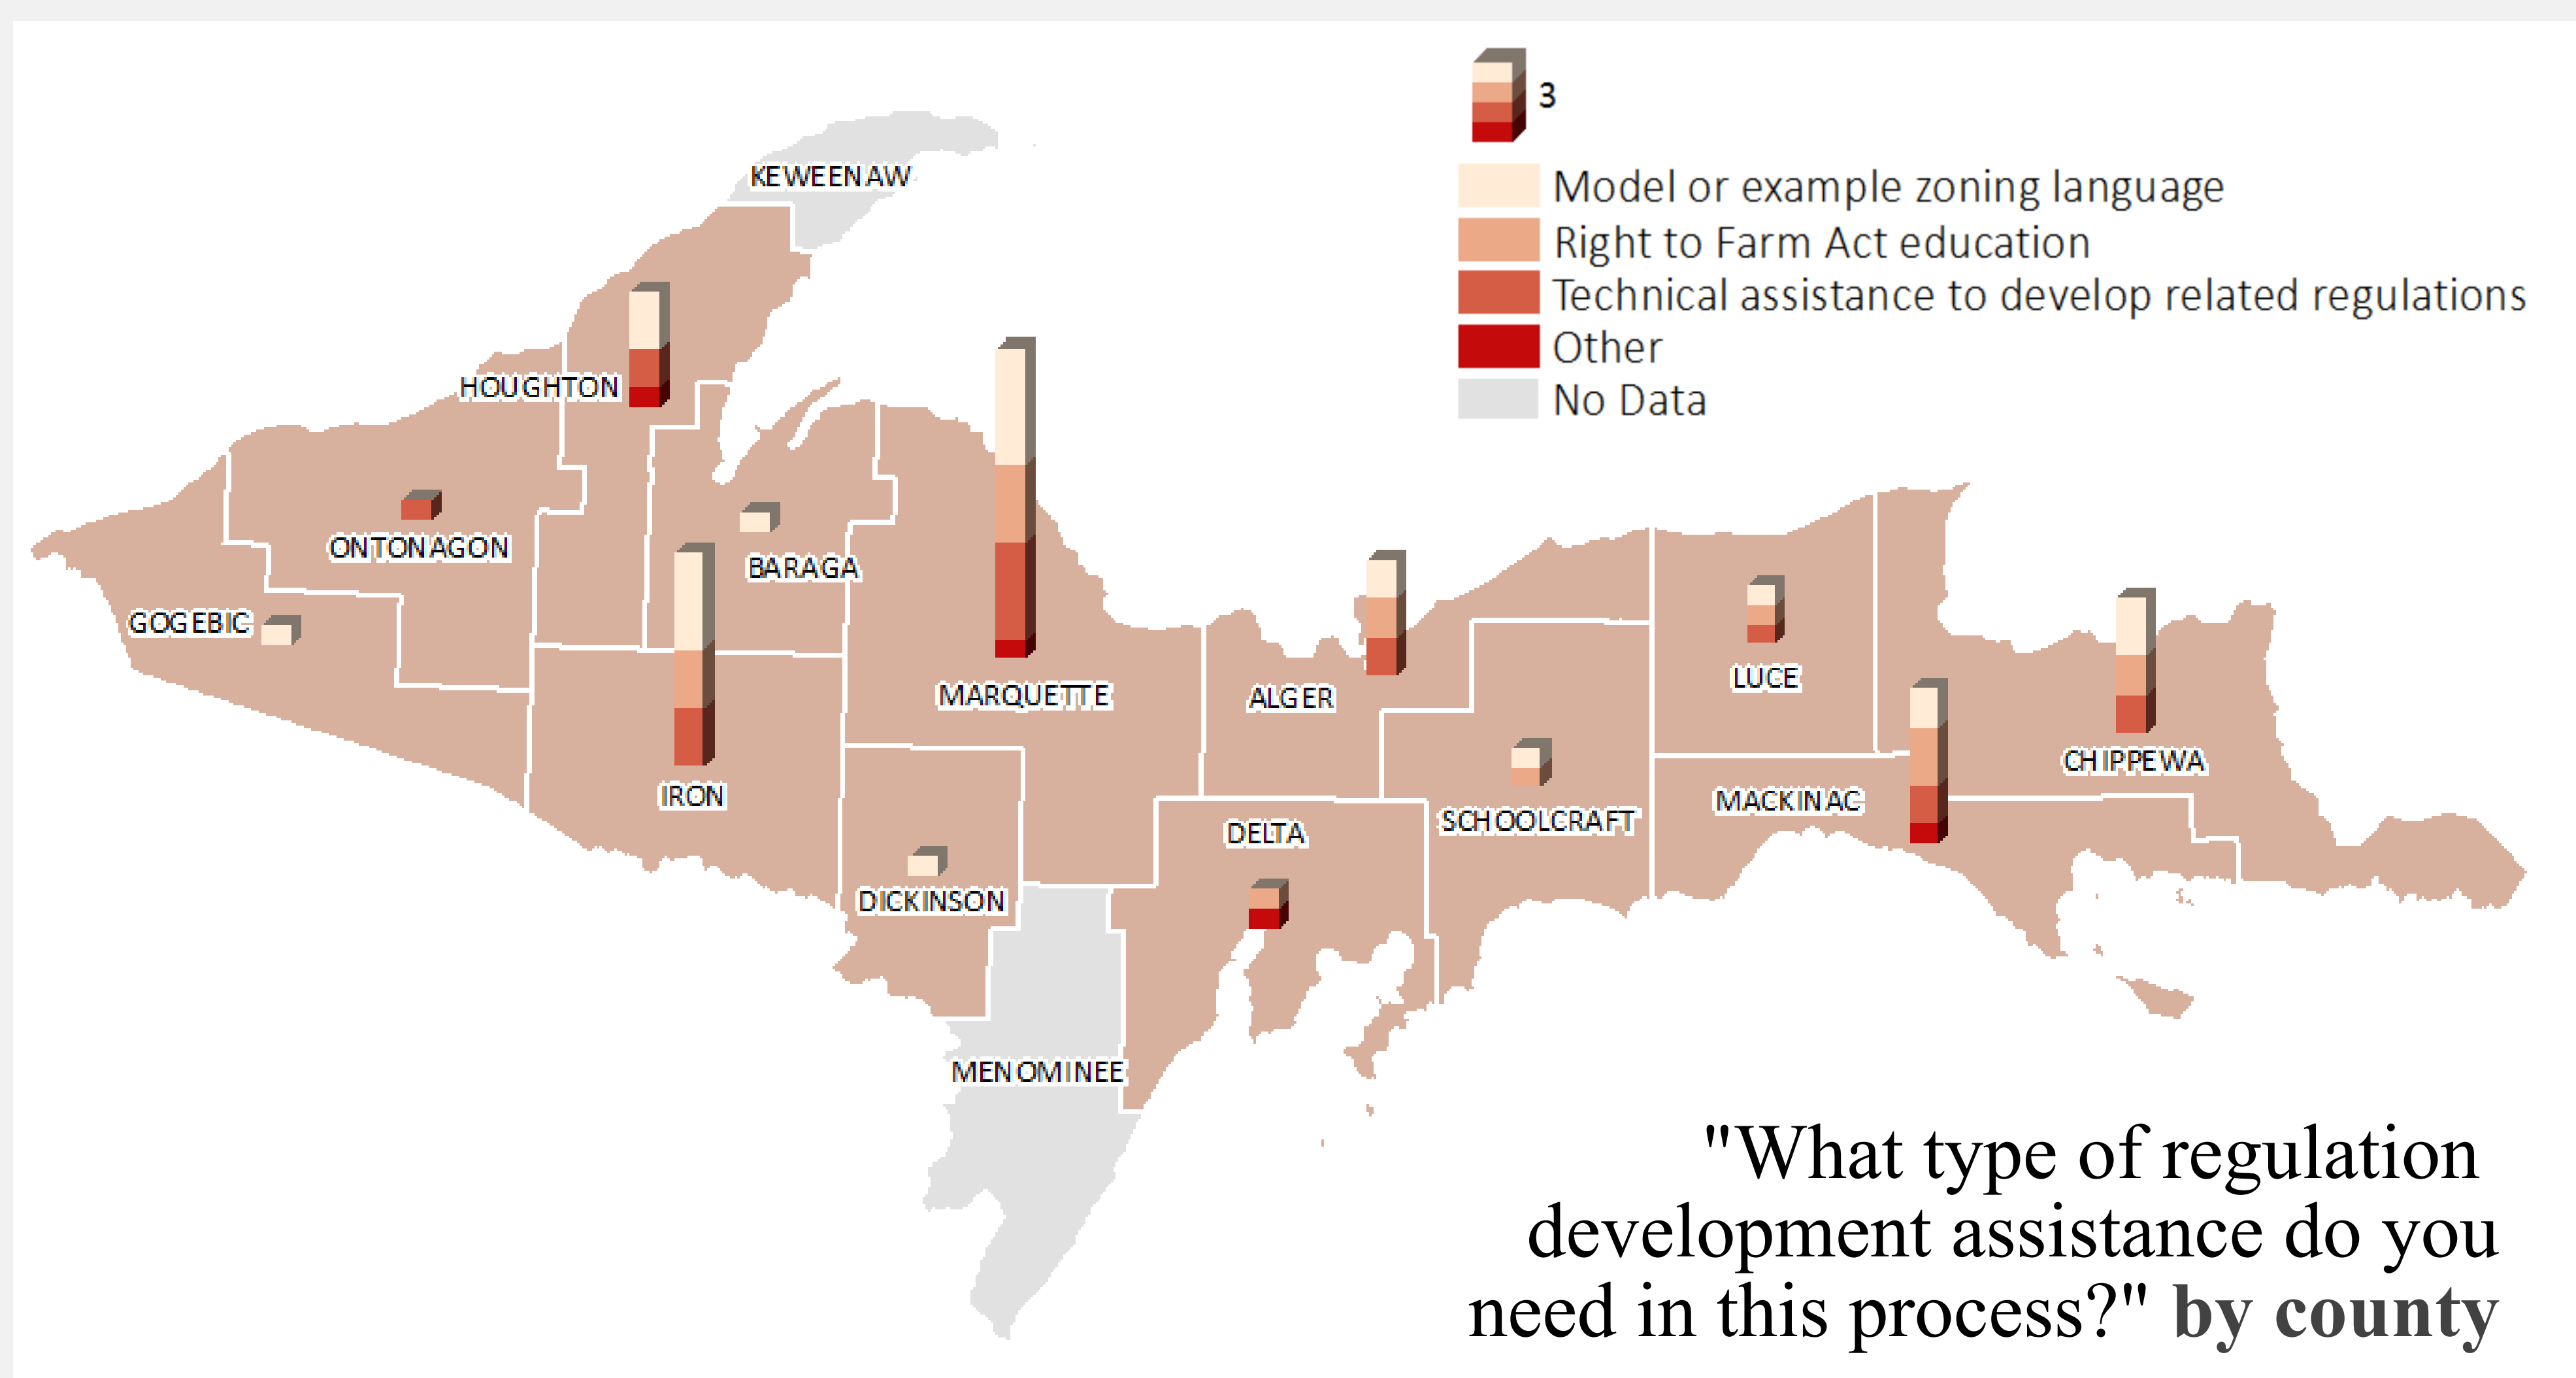 3
Model or example zoning language
Right to Farm Act education
Technical assistance to develop related regulations
Other
No Data
KEWEENAW
HOUGHTON
ONTONAGON
BARAGA
GOGEBIC
MARQUETTE
ALGER
LUCE
CHIPPEWA
IRON
MACKINAC
SCHOOLCRAFT
DELTA
DICKINSON
MENOMINEE
"What type of regulation
development assistance do you
need in this process?" by county